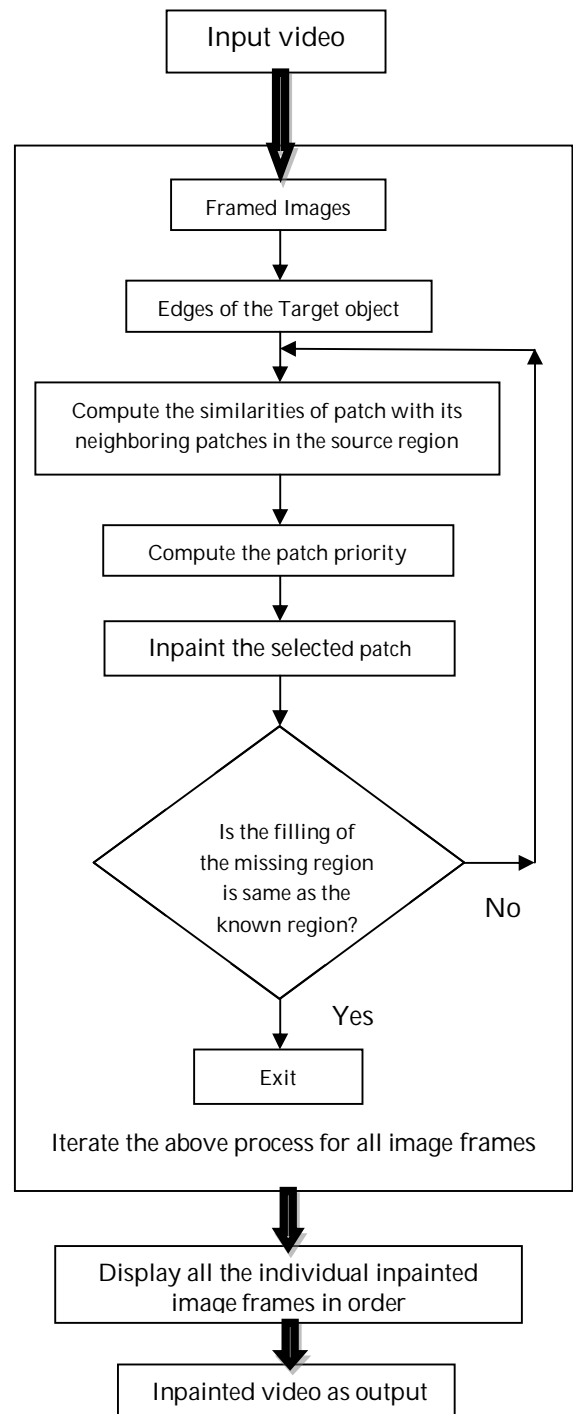 Input video
Framed Images
Edges of the Target object
Compute the similarities of patch with its
neighboring patches in the source region
Compute the patch priority
Inpaint the selected patch
Is the filling of
the missing region
is same as the
known region?
No
Yes
Exit
Iterate the above process for all image frames
Display all the individual inpainted
image frames in order
Inpainted video as output